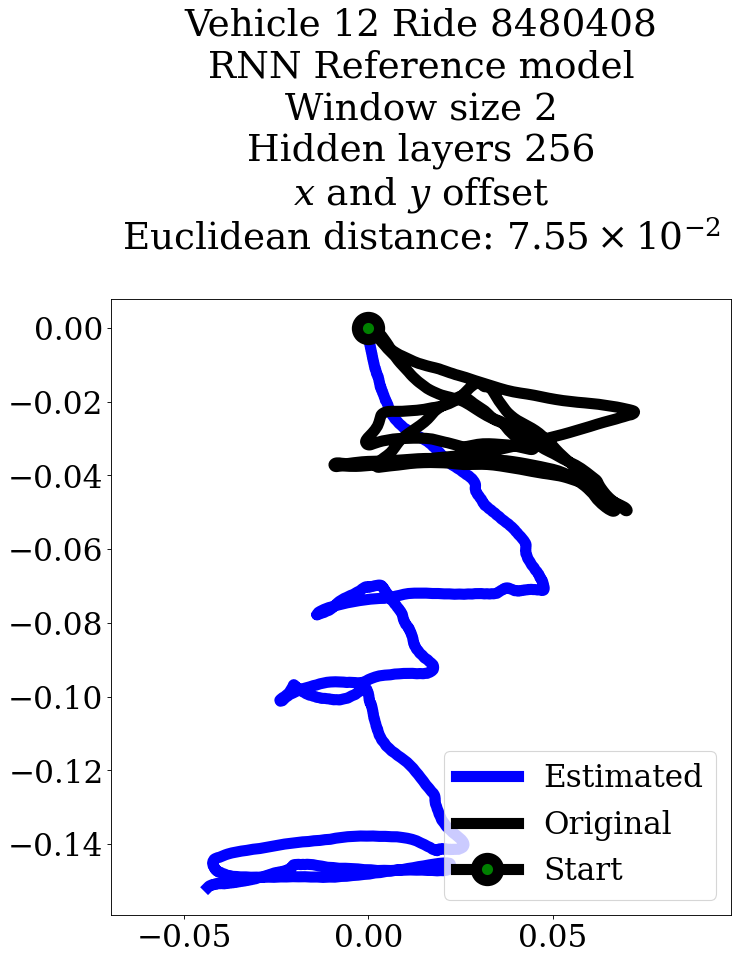 Vehicle 12 Ride 8480408
RNN Reference model
Window size 2
Hidden layers 256
x and y offset
Euclidean distance: 7.55 × 10⁻²
0.00
−0.02
−0.04
−0.06
−0.08
−0.10
−0.12
−0.14
Estimated
Original
Start
−0.05 0.00 0.05